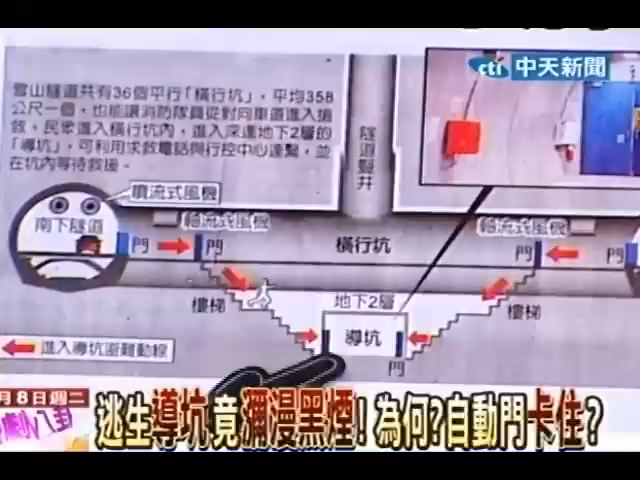 cti 中天新聞
雪山隧道共有36個平行「橫行坑」，平均358
公尺一個，也能讓消防隊員從對向車道進入搶
救。民眾進入橫行坑內，進入深達地下2層的
「導坑」，可利用求救電話與行控中心連繫，並
在坑內等待救援。
隧道豎井
噴流式風機
南下隧道
軸流式風機
軸流式風機
門
門
橫行坑
門
門
樓梯
地下2層
樓梯
導坑
門
進入導坑避難動線
月8日週二
八卦
逃生導坑竟瀰漫黑煙！為何？自動門卡住？